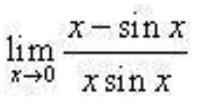 lim x→0 (x − sin x)/(x sin x)